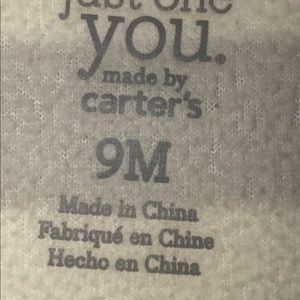 just one
you.
made by
carter's
9M
Made in China
Fabriqué en Chine
Hecho en China